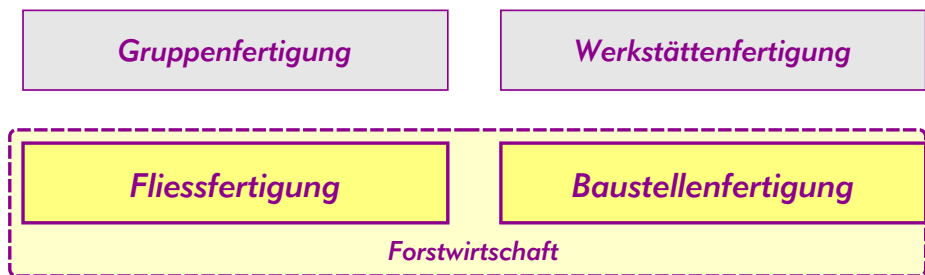 Gruppenfertigung
Werkstättenfertigung
Fliessfertigung
Baustellenfertigung
Forstwirtschaft